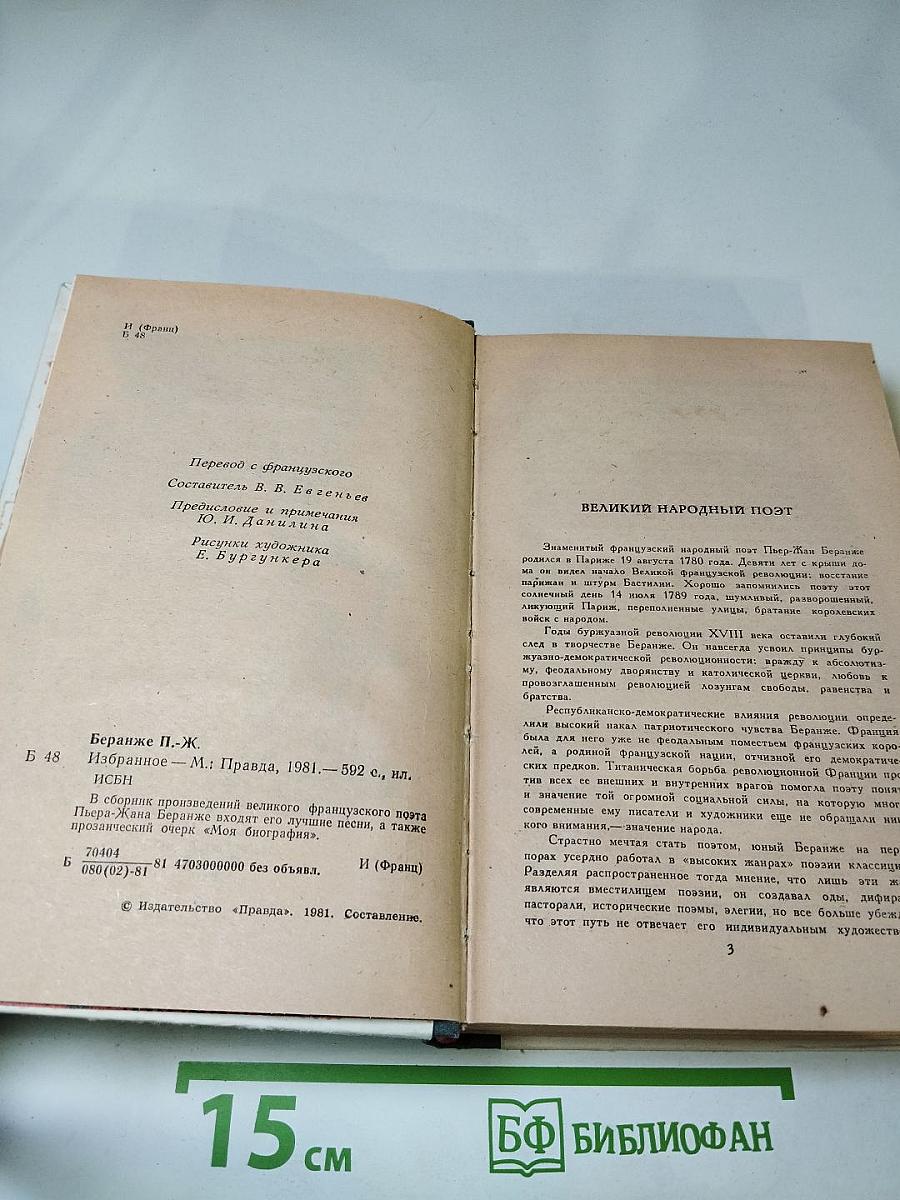 И (Франц)
Б 48
Перевод с французского
Составитель В. В. Евгеньев
Предисловие и примечания
Ю. И. Данилина
Рисунки художника
Е. Бургункера
Беранже П.-Ж.
Б 48 Избранное — М.: Правда, 1981.— 592 с., ил.
ИСБН
В сборник произведений великого французского поэта
Пьера-Жана Беранже входят его лучшие песни, а также
прозаический очерк «Моя биография».
Б 70404/080(02)-81 81 4703000000 без объявл. И (Франц)
© Издательство «Правда». 1981. Составление.
ВЕЛИКИЙ НАРОДНЫЙ ПОЭТ
Знаменитый французский народный поэт Пьер-Жан Беранже
родился в Париже 19 августа 1780 года. Девяти лет с крыши до-
ма он видел начало Великой французской революции: восстание
парижан и штурм Бастилии. Хорошо запомнились поэту этот
солнечный день 14 июля 1789 года, шумливый, развороженный,
ликующий Париж, переполненные улицы, братание королевских
войск с народом.
Годы буржуазной революции XVIII века оставили глубокий
след в творчестве Беранже. Он навсегда усвоил принципы бур-
жуазно-демократической революционности: вражду к абсолютиз-
му, феодальному дворянству и католической церкви, любовь к
провозглашенным революцией лозунгам свободы, равенства и
братства.
Республиканско-демократические влияния революции опреде-
лили высокий накал патриотического чувства Беранже. Франция
была для него уже не феодальным поместьем французских коро-
лей, а родиной французской нации, отчизной его демократиче-
ских предков. Титаническая борьба революционной Франции про-
тив всех ее внешних и внутренних врагов помогла поэту понят
и значение той огромной социальной силы, на которую мног
современные ему писатели и художники еще не обращали ник
кого внимания,— значение народа.
Страстно мечтая стать поэтом, юный Беранже на пер
порах усердно работал в «высоких жанрах» поэзии классици
Разделяя распространенное тогда мнение, что лишь эти жа
являются вместилищем поэзии, он создавал оды, дифира
пасторали, исторические поэмы, элегии, но все больше убежд
что этот путь не отвечает его индивидуальным художеств
3
15 см
БФ БИБЛИОФАН